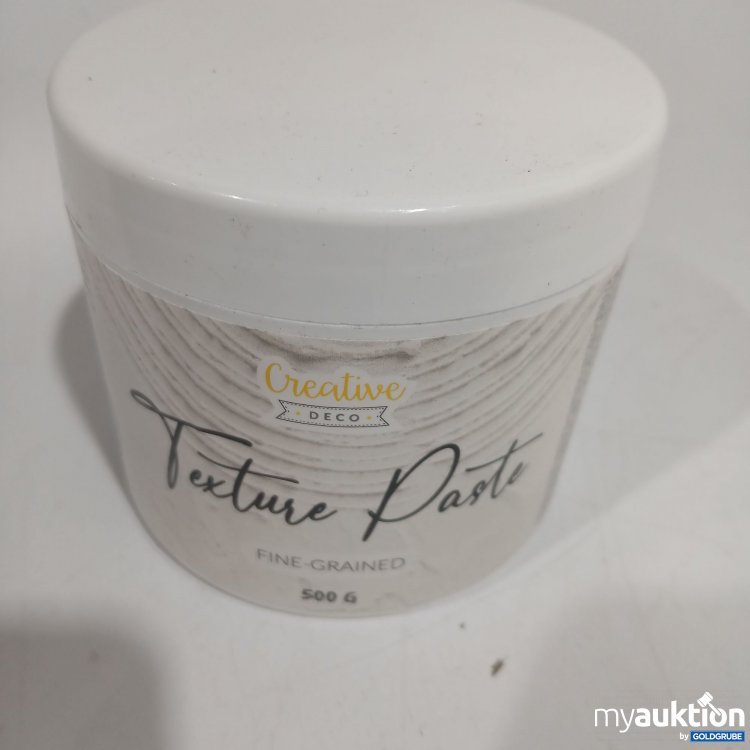 Creative
DECO
Texture Paste
FINE-GRAINED
500 G
myauktion
by GOLDGRUBE